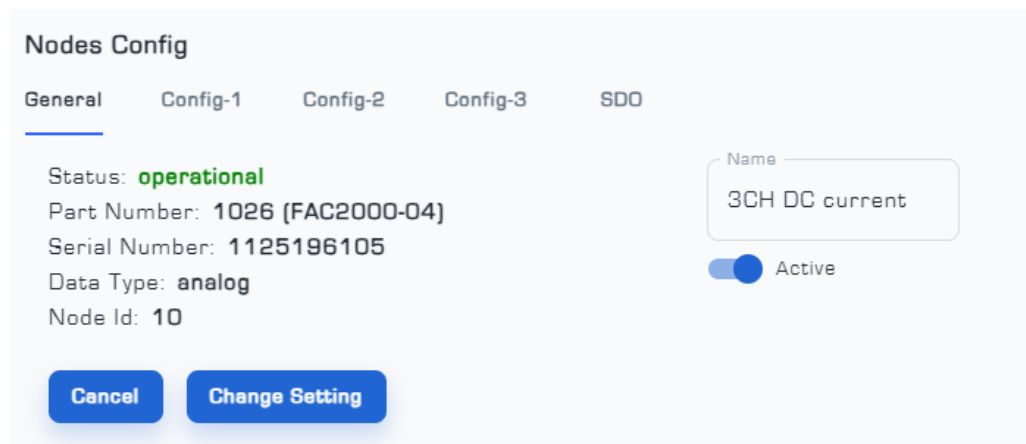 Nodes Config
General Config-1 Config-2 Config-3 SDO
Status: operational
Part Number: 1026 (FAC2000-04)
Serial Number: 1125196105
Data Type: analog
Node Id: 10
Name
3CH DC current
Active
Cancel Change Setting